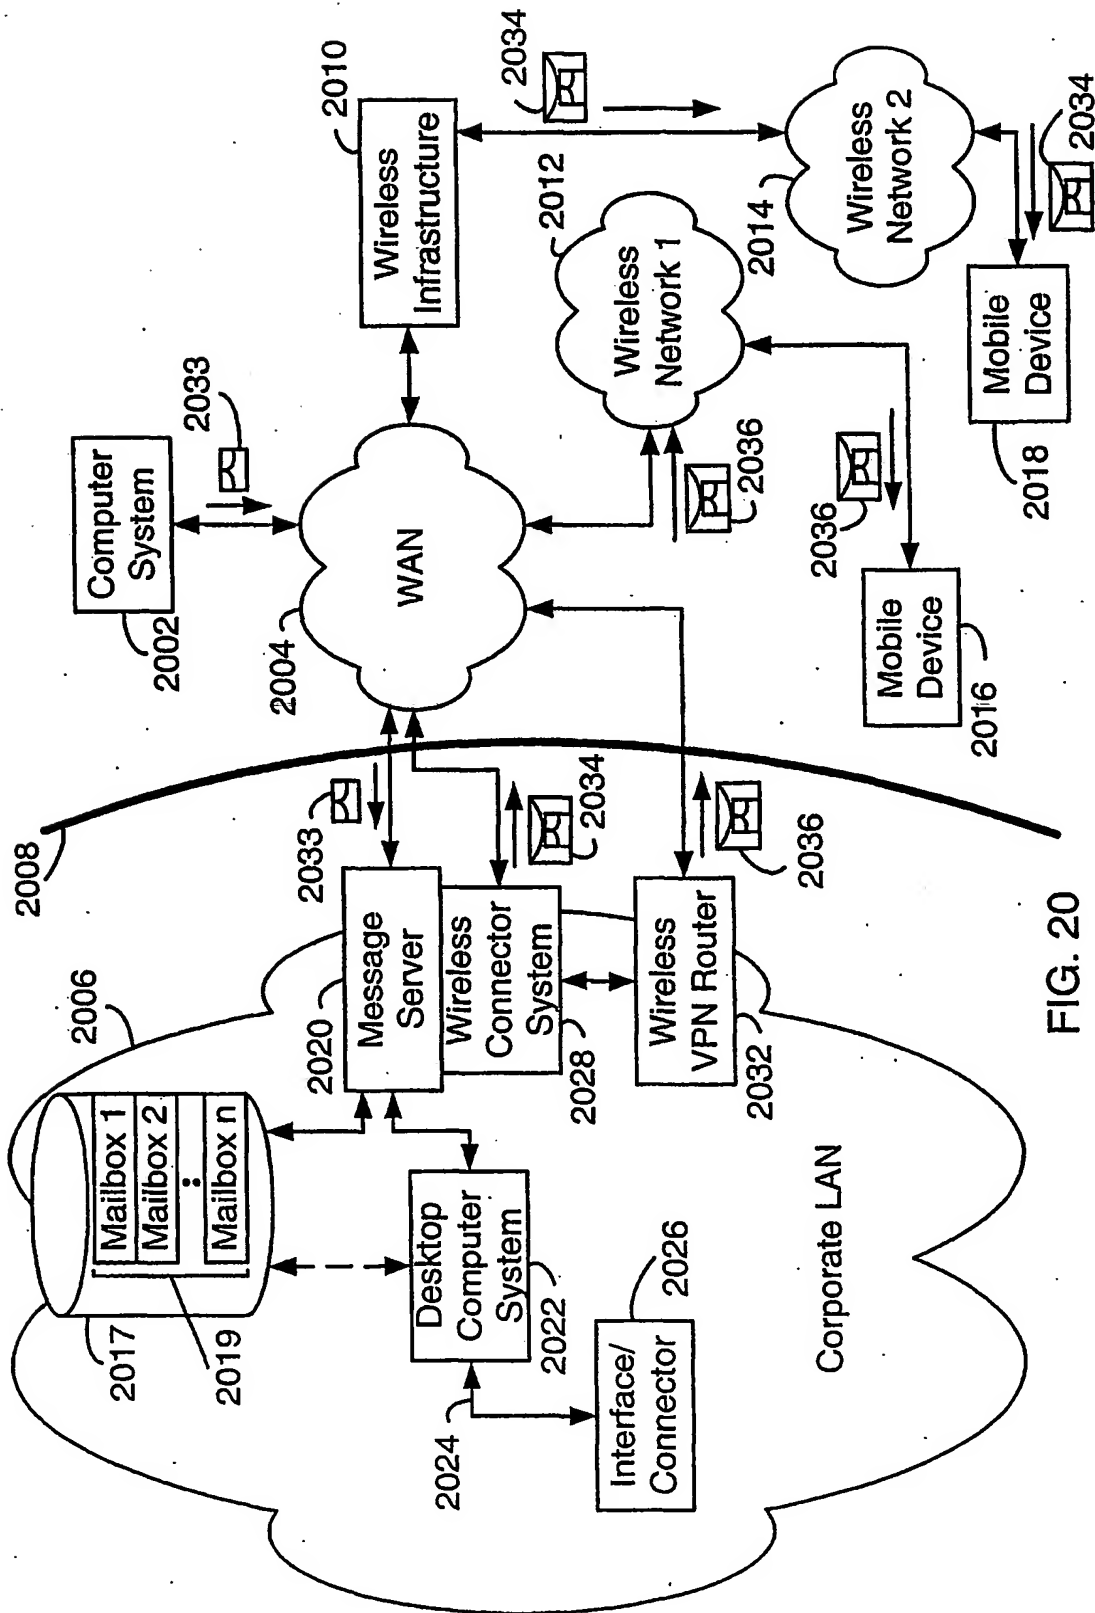 2008
2006
Mailbox 1
Mailbox 2
:
Mailbox n
2017
2019
2020
Message
Server
2033
Wireless
Connector
System
2028
2034
Wireless
VPN Router
2032
2036
Desktop
Computer
System
2022
2024
Interface/
Connector
2026
Corporate LAN
Computer
System
2002
2033
WAN
2004
Wireless
Infrastructure
2010
2034
Wireless
Network 1
2012
2036
Wireless
Network 2
2014
2034
Mobile
Device
2016
2036
Mobile
Device
2018
FIG. 20